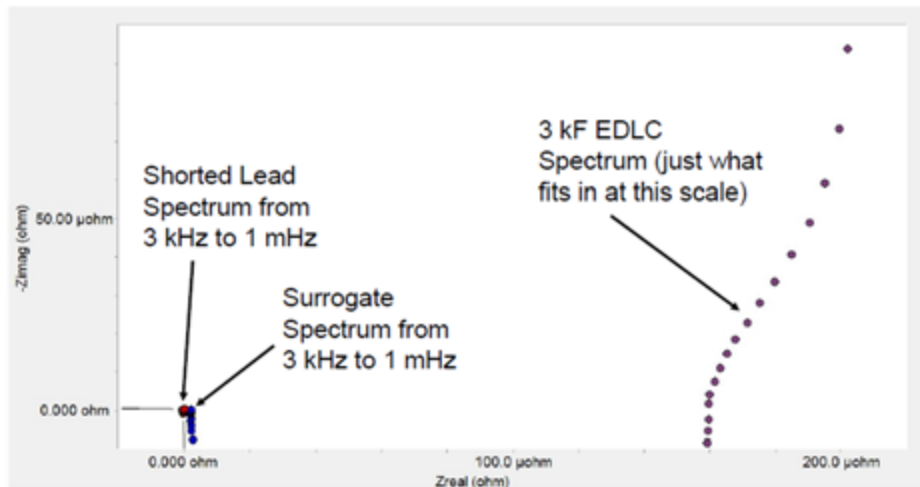 3 kF EDLC
Spectrum (just what
fits in at this scale)
Shorted Lead
Spectrum from
3 kHz to 1 mHz
50.00 µohm
-Zimag (ohm)
Surrogate
Spectrum from
3 kHz to 1 mHz
0.000 ohm
0.000 ohm
100.0 µohm
200.0 µohm
Zreal (ohm)